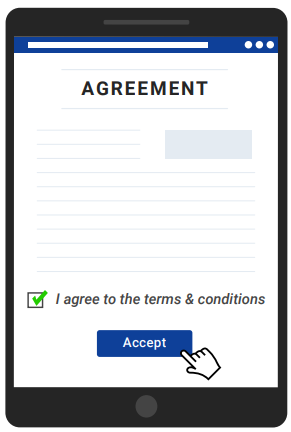 AGREEMENT
I agree to the terms & conditions
Accept